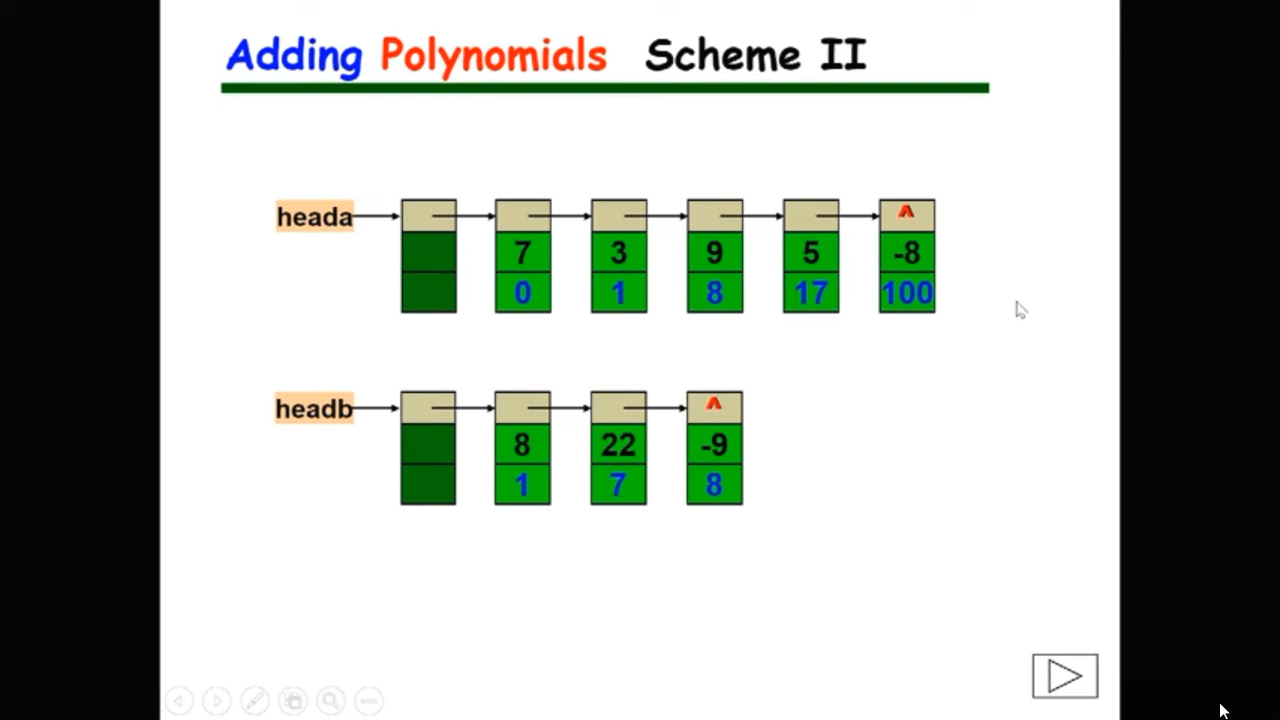 Adding Polynomials Scheme II
heada ^
7 3 9 5 -8
0 1 8 17 100
headb ^
8 22 -9
1 7 8